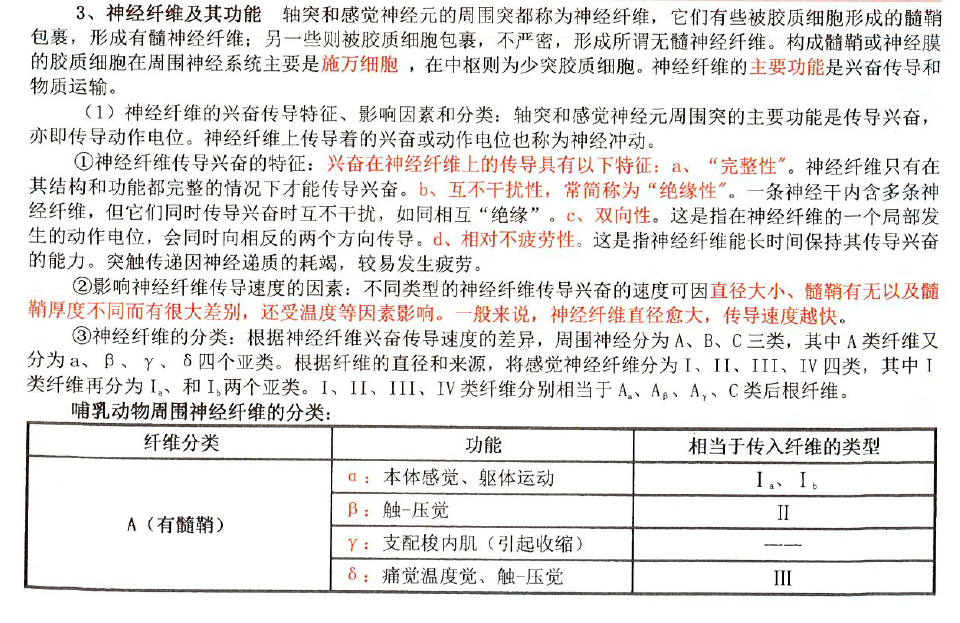 3、神经纤维及其功能 轴突和感觉神经元的周围突都称为神经纤维，它们有些被胶质细胞形成的髓鞘
包裹，形成有髓神经纤维；另一些则被胶质细胞包裹，不严密，形成所谓无髓神经纤维。构成髓鞘或神经膜
的胶质细胞在周围神经系统主要是施万细胞 ，在中枢则为少突胶质细胞。神经纤维的主要功能是兴奋传导和
物质运输。
（1）神经纤维的兴奋传导特征、影响因素和分类：轴突和感觉神经元周围突的主要功能是传导兴奋，
亦即传导动作电位。神经纤维上传导着的兴奋或动作电位也称为神经冲动。
①神经纤维传导兴奋的特征：兴奋在神经纤维上的传导具有以下特征：a、“完整性”。神经纤维只有在
其结构和功能都完整的情况下才能传导兴奋。b、互不干扰性，常简称为“绝缘性”。一条神经干内含多条神
经纤维，但它们同时传导兴奋时互不干扰，如同相互“绝缘”。c、双向性。这是指在神经纤维的一个局部发
生的动作电位，会同时向相反的两个方向传导。d、相对不疲劳性。这是指神经纤维能长时间保持其传导兴奋
的能力。突触传递因神经递质的耗竭，较易发生疲劳。
②影响神经纤维传导速度的因素：不同类型的神经纤维传导兴奋的速度可因直径大小、髓鞘有无以及髓
鞘厚度不同而有很大差别，还受温度等因素影响。一般来说，神经纤维直径愈大，传导速度越快。
③神经纤维的分类：根据神经纤维兴奋传导速度的差异，周围神经分为 A、B、C 三类，其中 A 类纤维又
分为 a、β、γ、δ四个亚类。根据纤维的直径和来源，将感觉神经纤维分为 I、II、III、IV 四类，其中 I
类纤维再分为 Iₐ、和 I_b两个亚类。I、II、III、IV 类纤维分别相当于 Aₐ、Aᵦ、Aᵧ、C 类后根纤维。
哺乳动物周围神经纤维的分类：
纤维分类 功能 相当于传入纤维的类型
A（有髓鞘） α：本体感觉、躯体运动 Iₐ、I_b
β：触-压觉 II
γ：支配梭内肌（引起收缩） ——
δ：痛觉温度觉、触-压觉 III